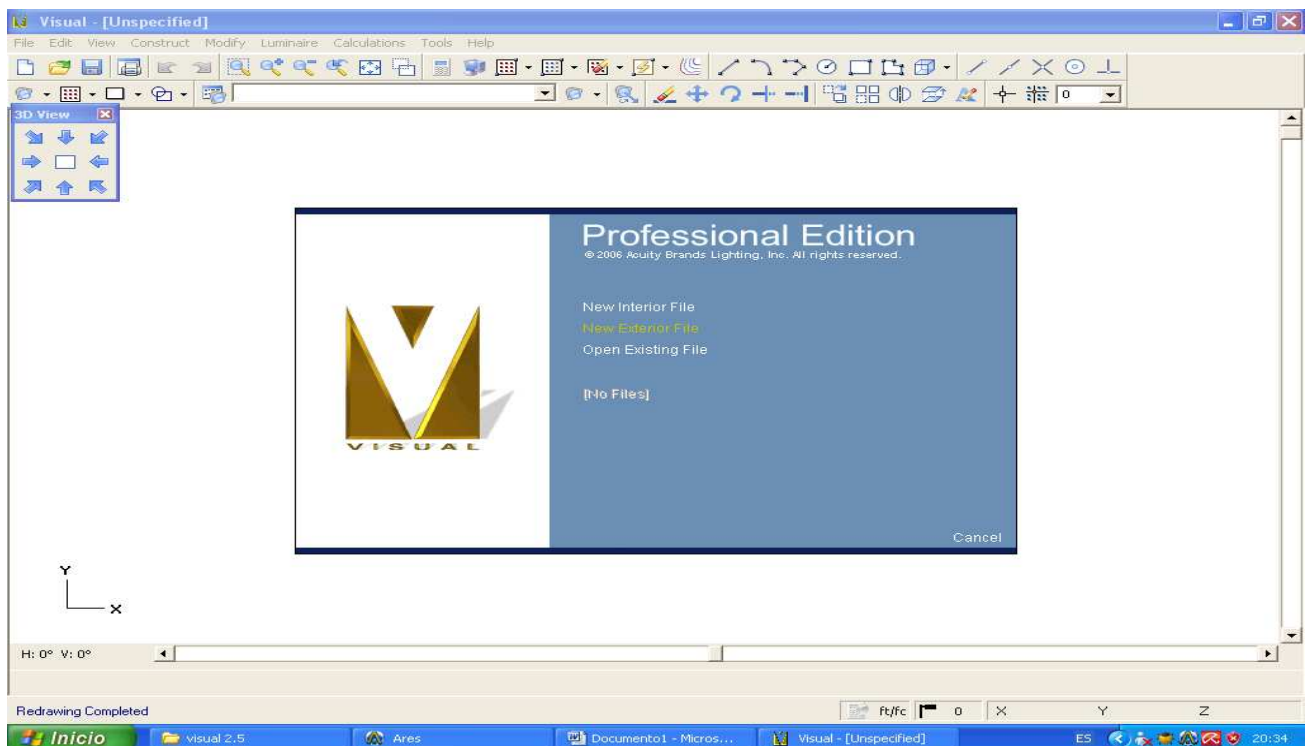 Visual - [Unspecified]
File Edit View Construct Modify Luminaire Calculations Tools Help
0
3D View
Professional Edition
© 2006 Acuity Brands Lighting, Inc. All rights reserved.
New Interior File
New Exterior File
Open Existing File
[No Files]
VISUAL
Cancel
Y
X
H: 0° V: 0°
Redrawing Completed
ft/fc 0 X Y Z
Inicio visual 2.5 Ares Documento1 - Micros... Visual - [Unspecified] ES 20:34